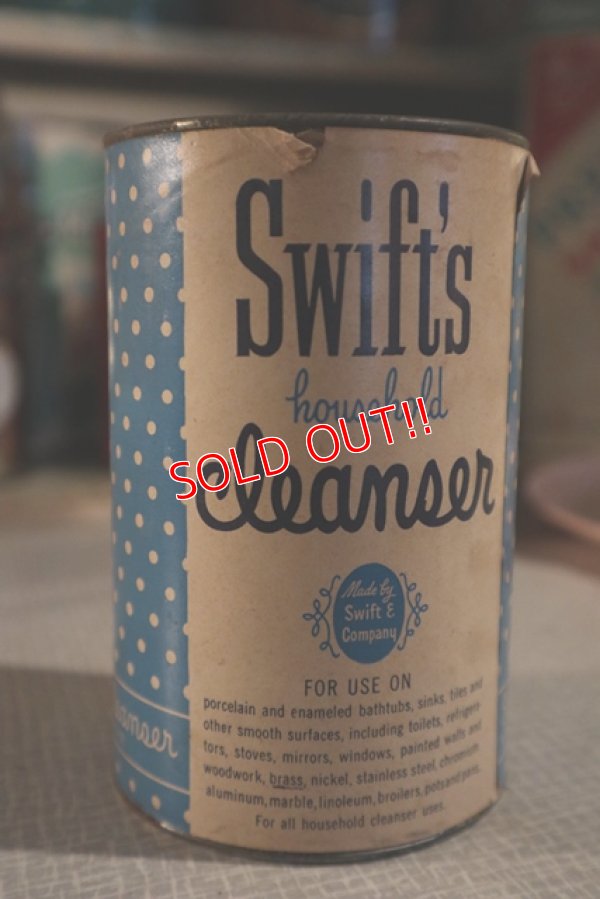 Swift's
household
SOLD OUT!!
Cleanser
Made by
Swift &
Company
FOR USE ON
porcelain and enameled bathtubs, sinks, tiles and
other smooth surfaces, including toilets, refrigera-
tors, stoves, mirrors, windows, painted walls and
woodwork, brass, nickel, stainless steel, chromium
aluminum, marble, linoleum, broilers, pots and pans.
For all household cleanser uses.